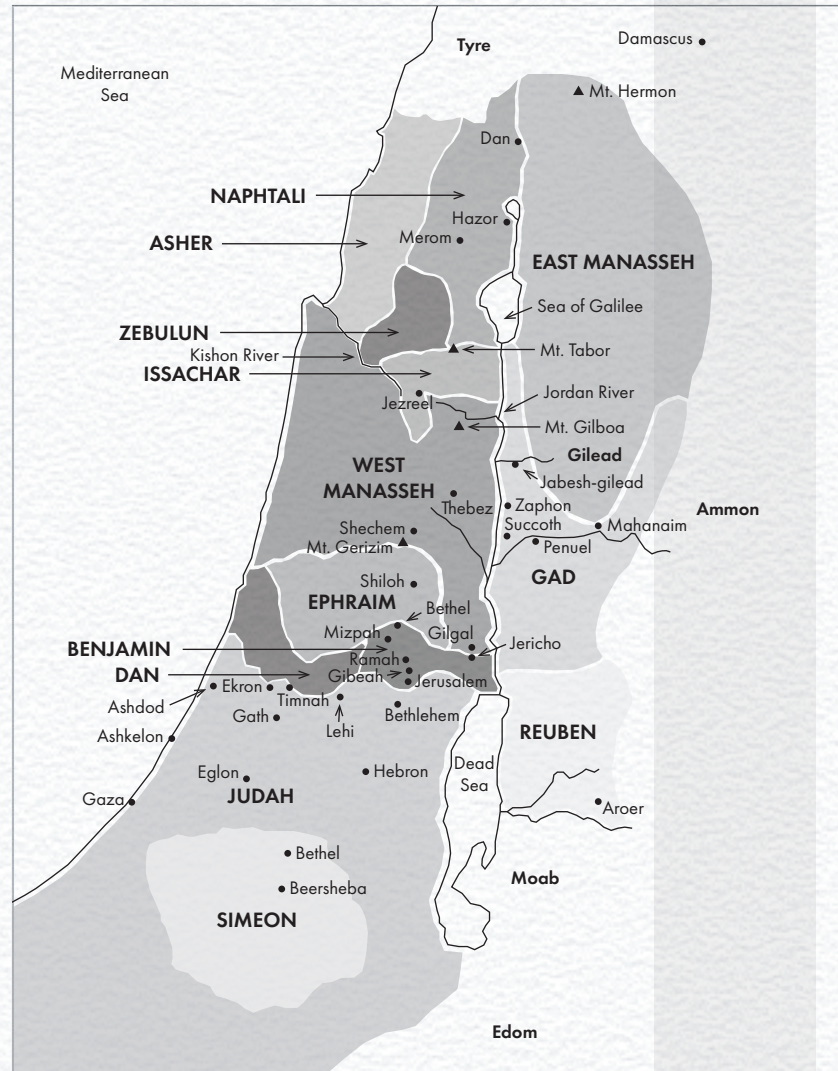 Tyre
Damascus
Mediterranean
Sea
Mt. Hermon
Dan
NAPHTALI
Hazor
Merom
ASHER
EAST MANASSEH
Sea of Galilee
ZEBULUN
Kishon River
Mt. Tabor
ISSACHAR
Jordan River
Jezreel
Mt. Gilboa
Gilead
WEST
MANASSEH
Jabesh-gilead
Thebez
Zaphon
Ammon
Succoth
Mahanaim
Shechem
Mt. Gerizim
Penuel
GAD
Shiloh
EPHRAIM
Bethel
Mizpah
Gilgal
Jericho
BENJAMIN
Ramah
DAN
Gibeah
Jerusalem
Ekron
Timnah
Ashdod
Gath
Lehi
Bethlehem
Ashkelon
REUBEN
Dead
Sea
Eglon
Hebron
JUDAH
Gaza
Aroer
Bethel
Moab
Beersheba
SIMEON
Edom